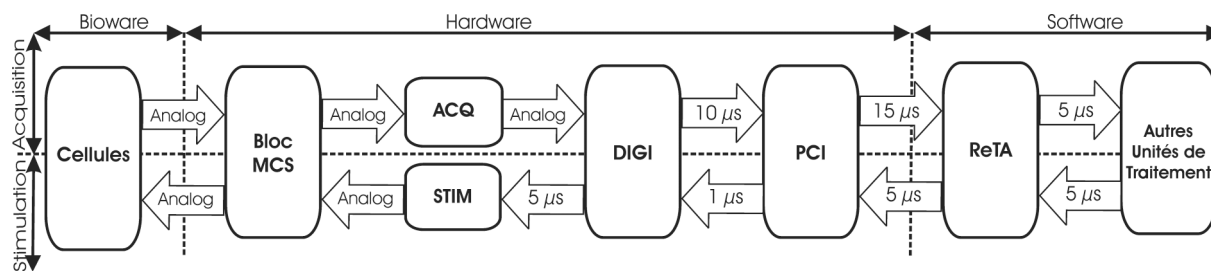 Bioware
Hardware
Software
Acquisition
Stimulation
Cellules
Analog
Analog
Bloc
MCS
Analog
Analog
ACQ
STIM
Analog
5 µs
DIGI
10 µs
1 µs
PCI
15 µs
5 µs
ReTA
5 µs
5 µs
Autres
Unités de
Traitement